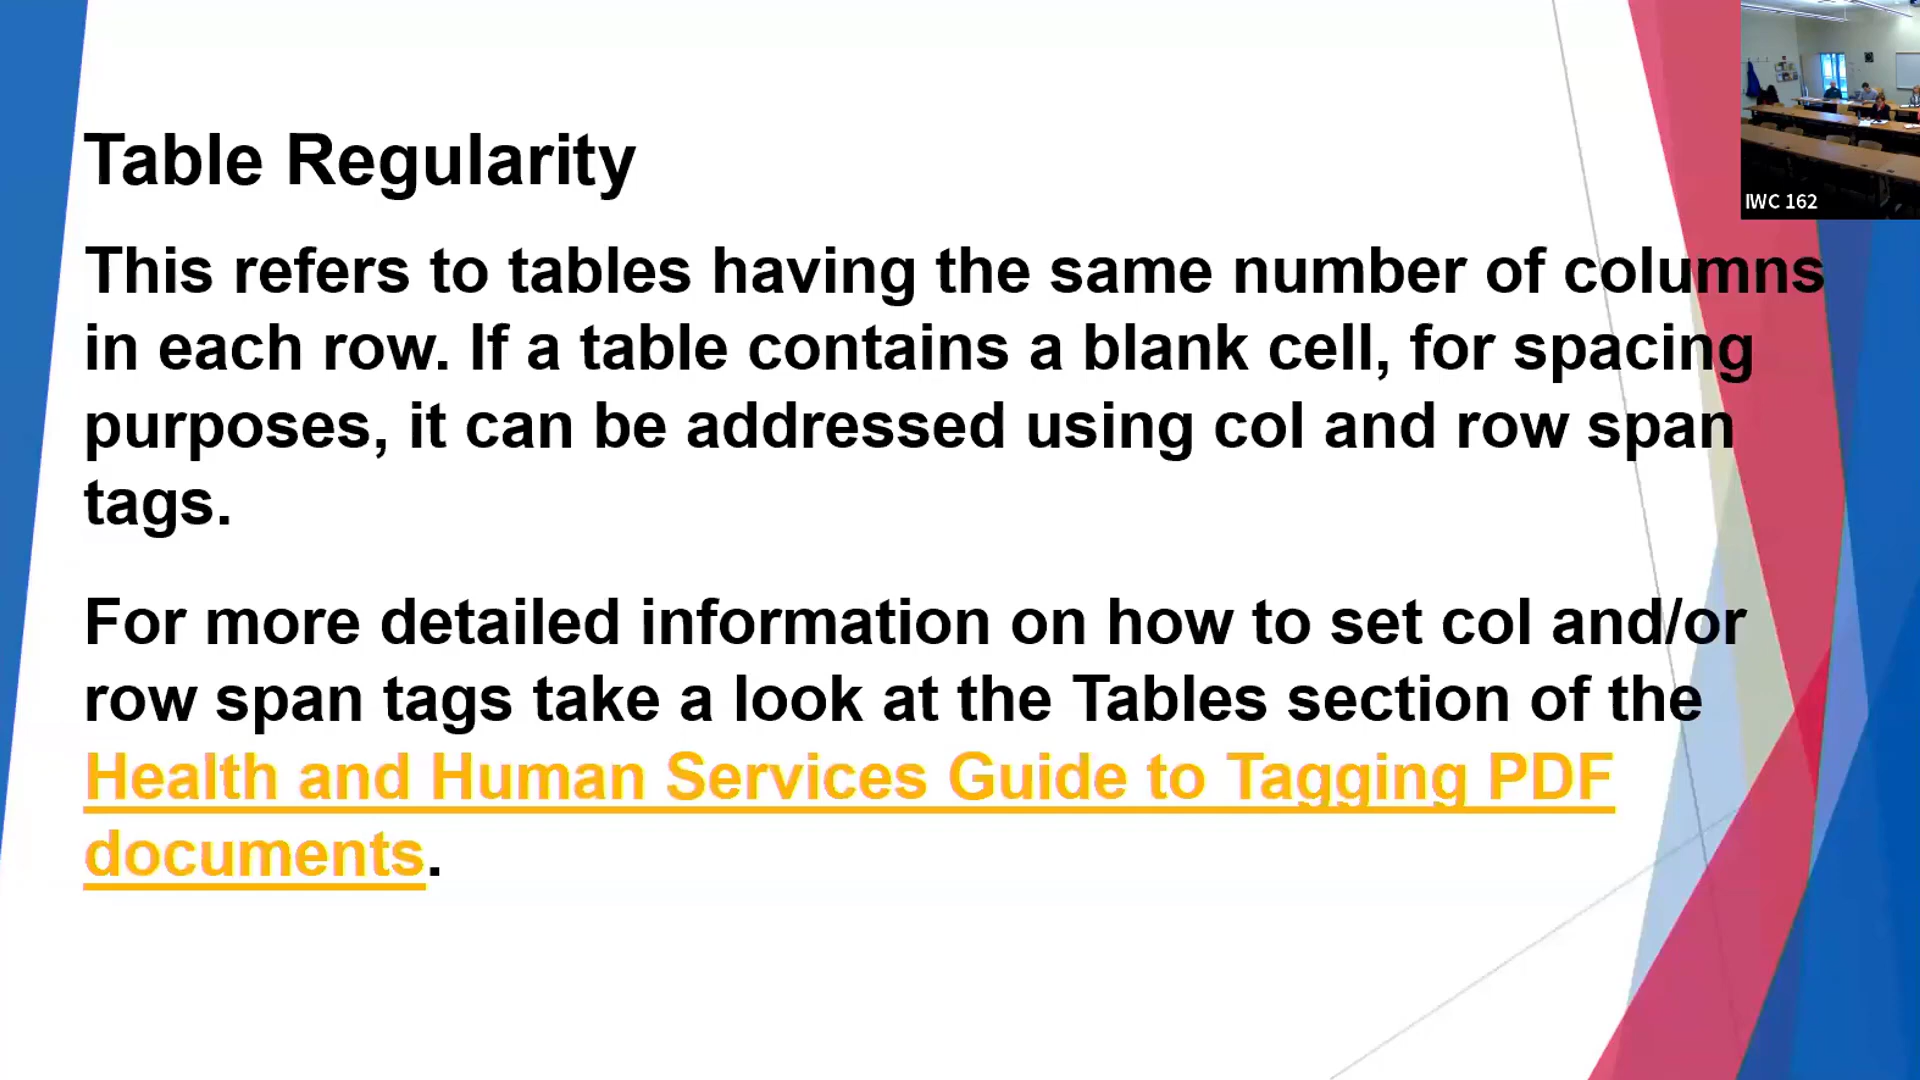 Table Regularity
This refers to tables having the same number of columns
in each row. If a table contains a blank cell, for spacing
purposes, it can be addressed using col and row span
tags.
For more detailed information on how to set col and/or
row span tags take a look at the Tables section of the
Health and Human Services Guide to Tagging PDF
documents.
IWC 162